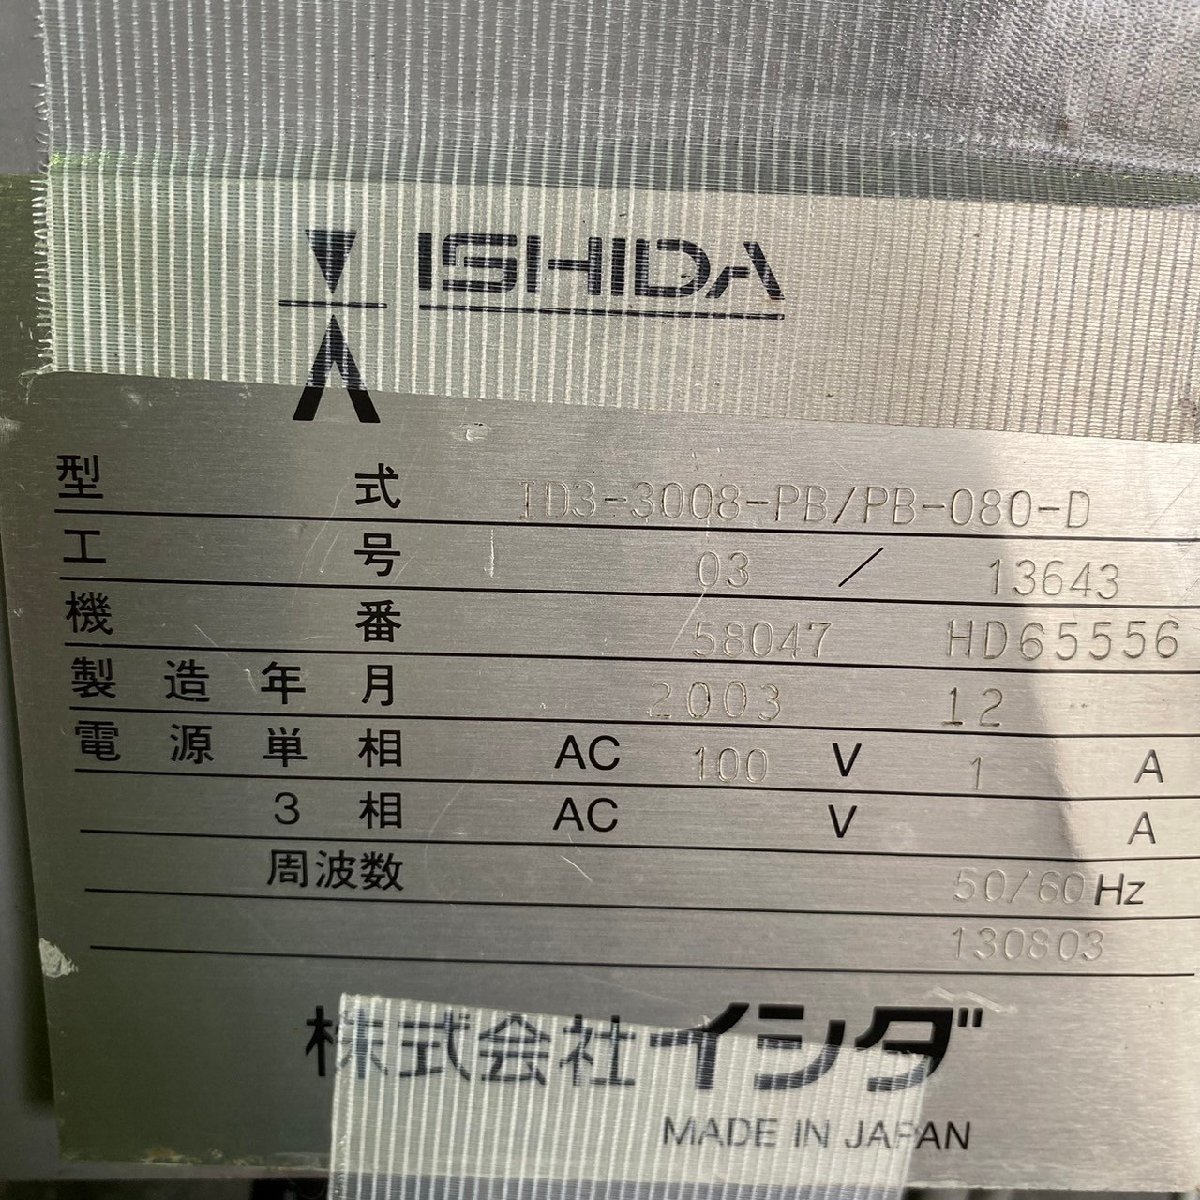 ISHIDA
型式 ID3-3008-PB/PB-080-D
工号 03 / 13643
機番 58047 HD65556
製造年月 2003 12
電源単相 AC 100 V 1 A
3相 AC V A
周波数 50/60 Hz
130803
株式会社イシダ
MADE IN JAPAN